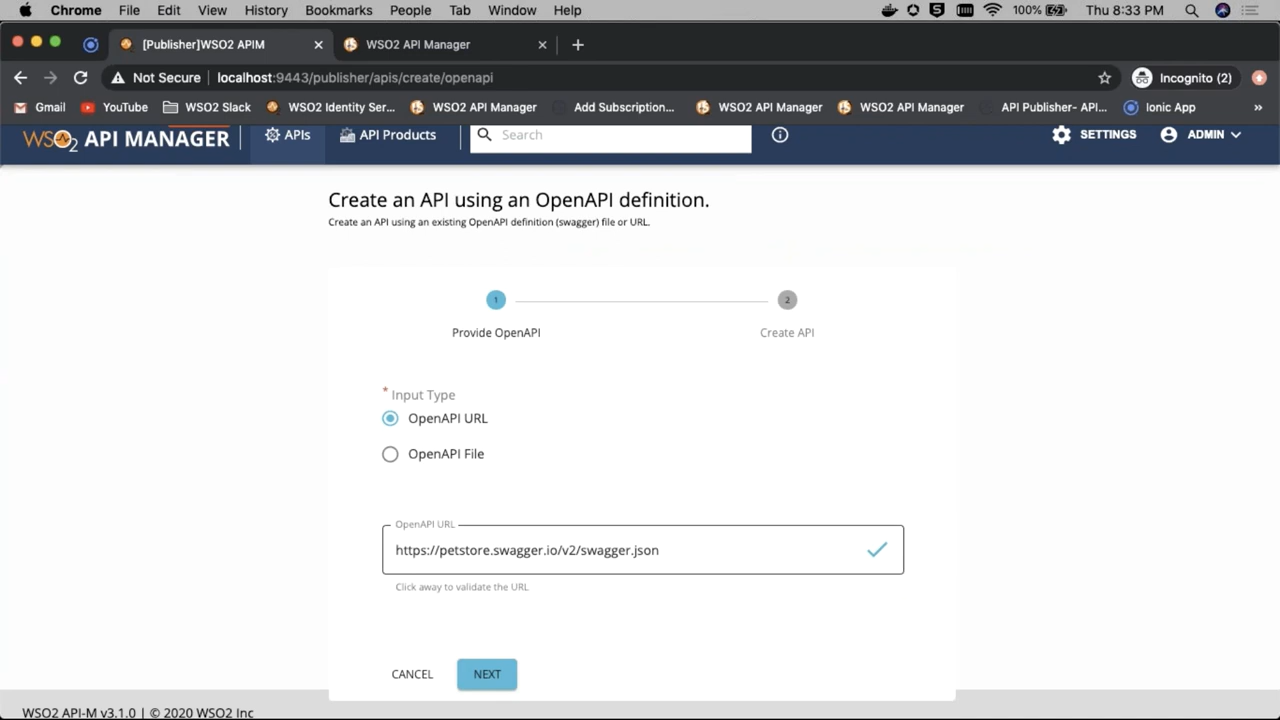 Chrome File Edit View History Bookmarks People Tab Window Help 100% Thu 8:33 PM
[Publisher]WSO2 APIM WSO2 API Manager
Not Secure localhost:9443/publisher/apis/create/openapi Incognito (2)
Gmail YouTube WSO2 Slack WSO2 Identity Ser... WSO2 API Manager Add Subscription... WSO2 API Manager WSO2 API Manager API Publisher- API... Ionic App »
WSO2 API MANAGER APIs API Products Search SETTINGS ADMIN
Create an API using an OpenAPI definition.
Create an API using an existing OpenAPI definition (swagger) file or URL.
1 2
Provide OpenAPI Create API
* Input Type
OpenAPI URL
OpenAPI File
OpenAPI URL
https://petstore.swagger.io/v2/swagger.json
Click away to validate the URL
CANCEL NEXT
WSO2 API-M v3.1.0 | © 2020 WSO2 Inc